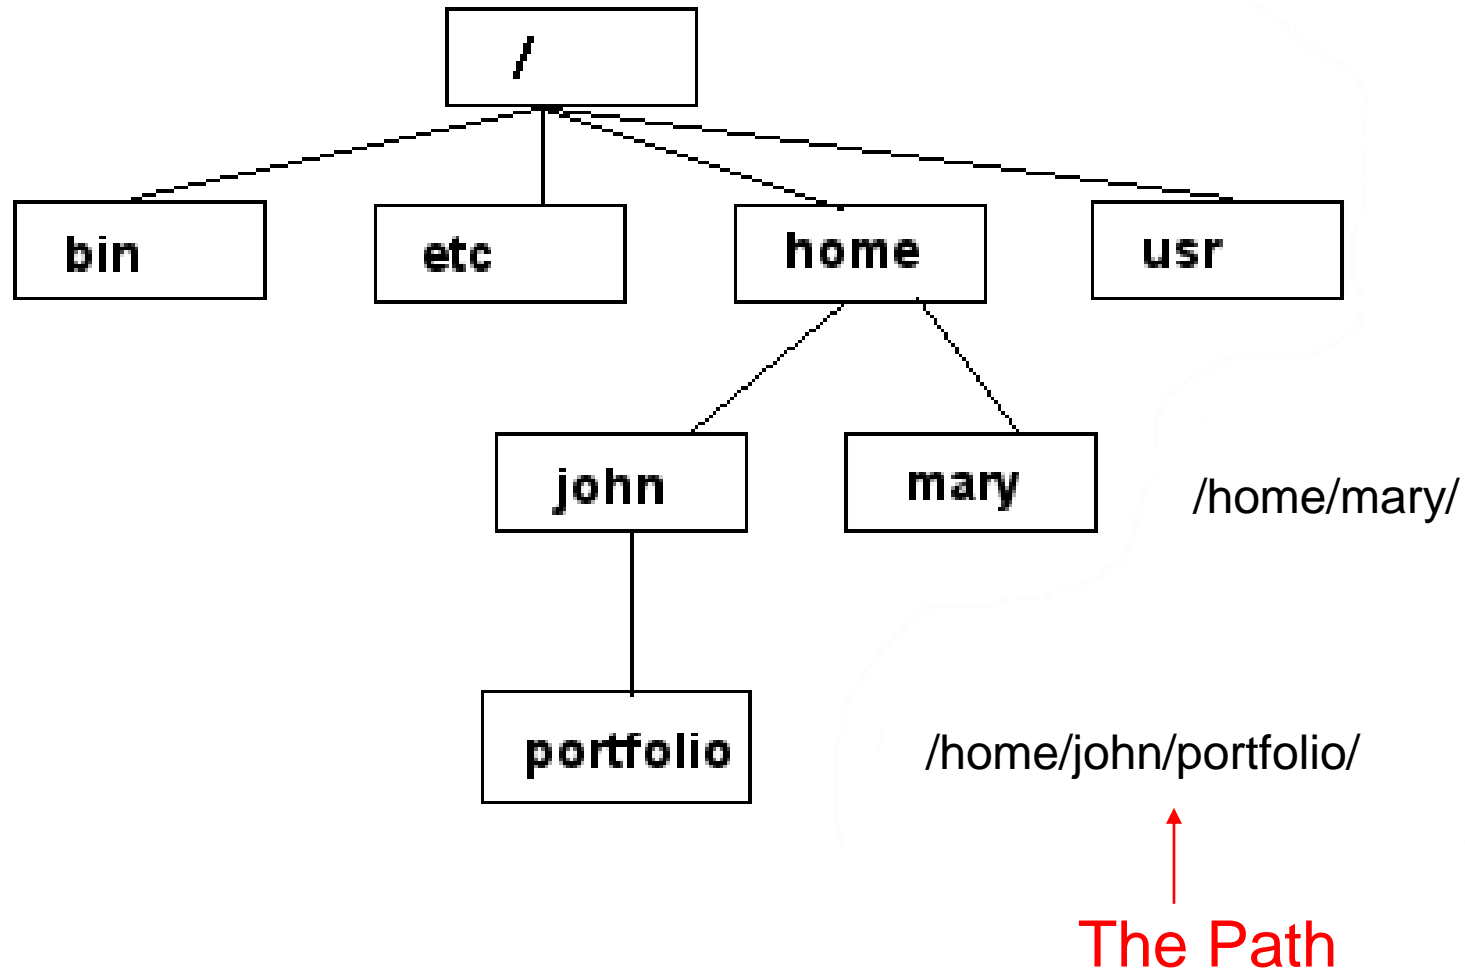 /
bin
etc
home
usr
john
mary
/home/mary/
portfolio
/home/john/portfolio/
The Path